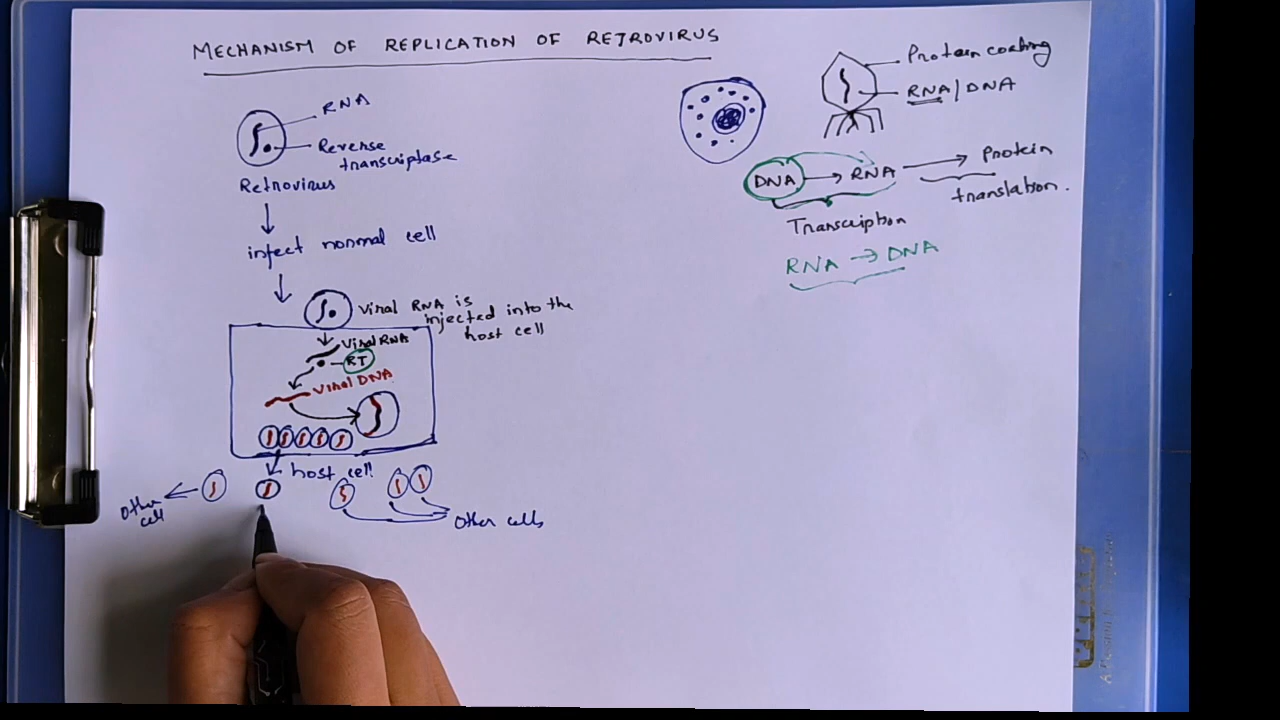 MECHANISM OF REPLICATION OF RETROVIRUS
RNA
Reverse
transcriptase
Retrovirus
infect normal cell
Viral RNA is
injected into the
host cell
Viral RNA
RT
Viral DNA
host cell
Other
cell
Other cells
Protein coating
RNA/DNA
DNA → RNA → Protein
translation.
Transcription
RNA → DNA